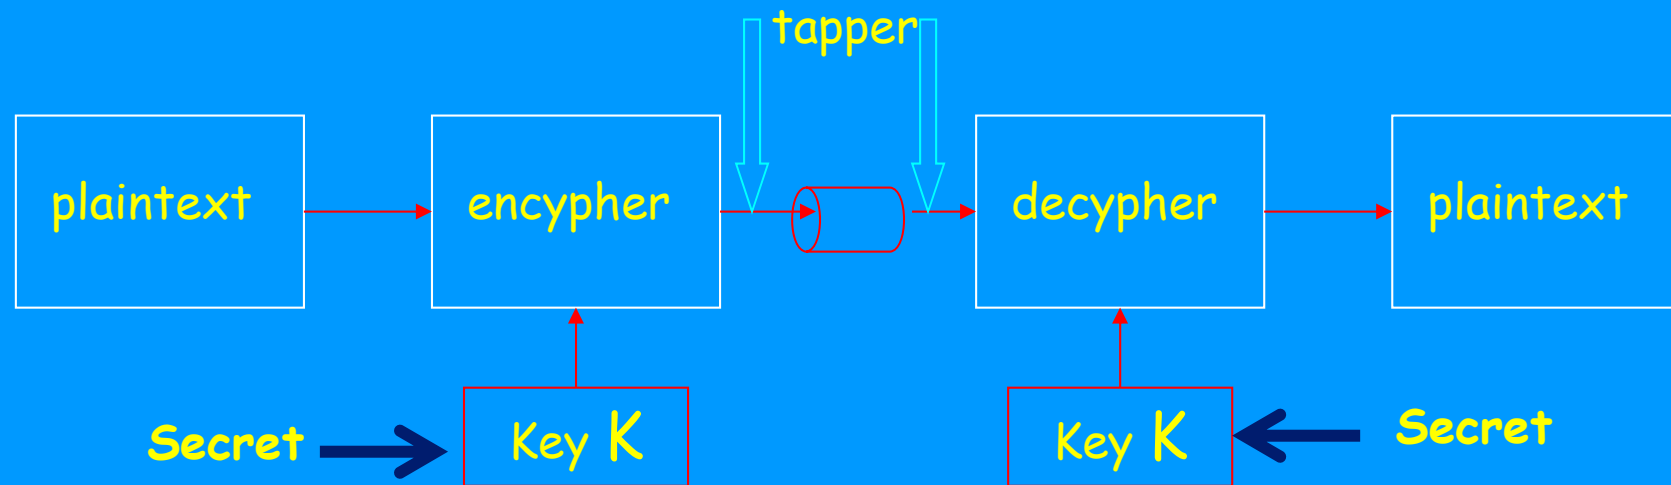 tapper
plaintext
encypher
decypher
plaintext
Secret
Key K
Key K
Secret